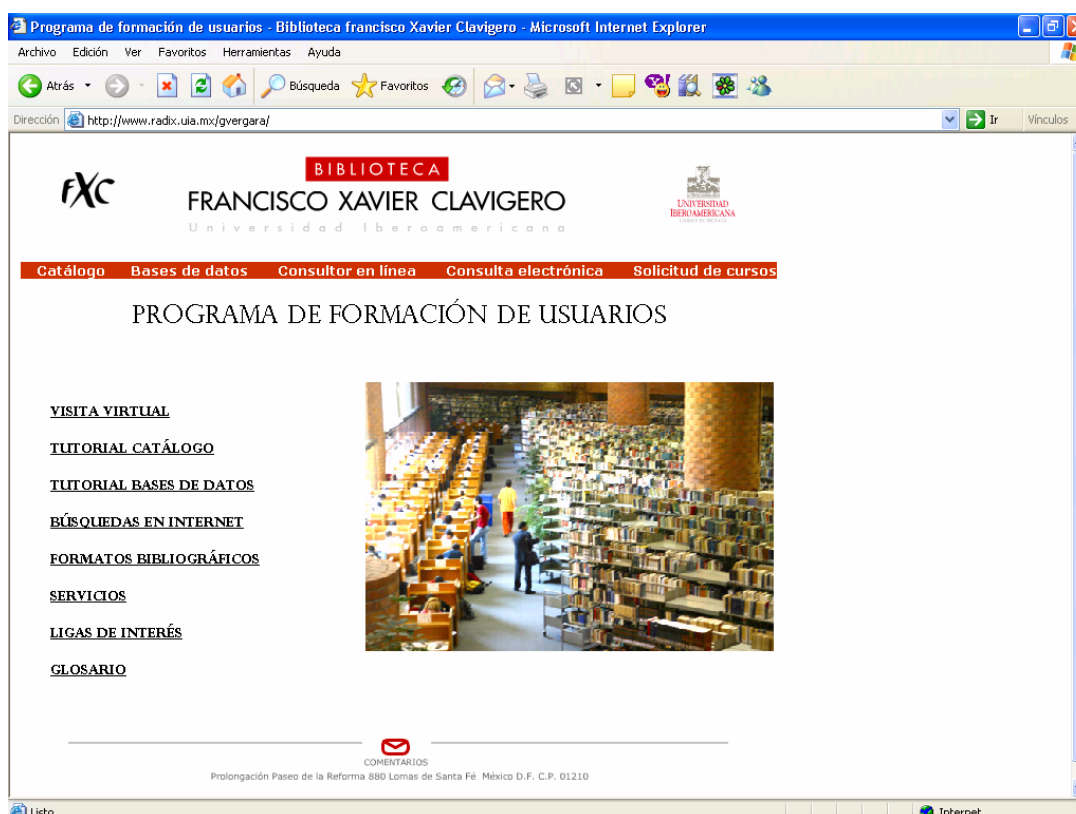 Programa de formación de usuarios - Biblioteca francisco Xavier Clavigero - Microsoft Internet Explorer
Archivo Edición Ver Favoritos Herramientas Ayuda
Atrás Búsqueda Favoritos
Dirección http://www.radix.uia.mx/gvergara/ Ir Vínculos
fXC
BIBLIOTECA
FRANCISCO XAVIER CLAVIGERO
Universidad Iberoamericana
UNIVERSIDAD
IBEROAMERICANA
CIUDAD DE MÉXICO
Catálogo Bases de datos Consultor en línea Consulta electrónica Solicitud de cursos
PROGRAMA DE FORMACIÓN DE USUARIOS
VISITA VIRTUAL
TUTORIAL CATÁLOGO
TUTORIAL BASES DE DATOS
BÚSQUEDAS EN INTERNET
FORMATOS BIBLIOGRÁFICOS
SERVICIOS
LIGAS DE INTERÉS
GLOSARIO
COMENTARIOS
Prolongación Paseo de la Reforma 880 Lomas de Santa Fé México D.F. C.P. 01210
Listo Internet